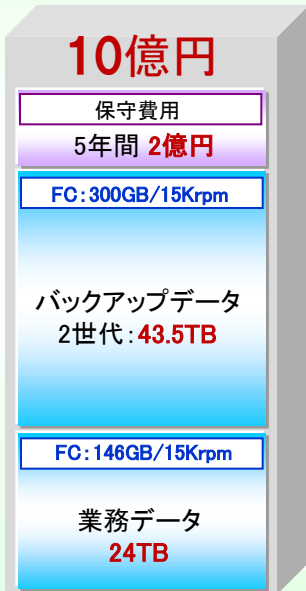 10億円
保守費用
5年間 2億円
FC:300GB/15Krpm
バックアップデータ
2世代:43.5TB
FC:146GB/15Krpm
業務データ
24TB